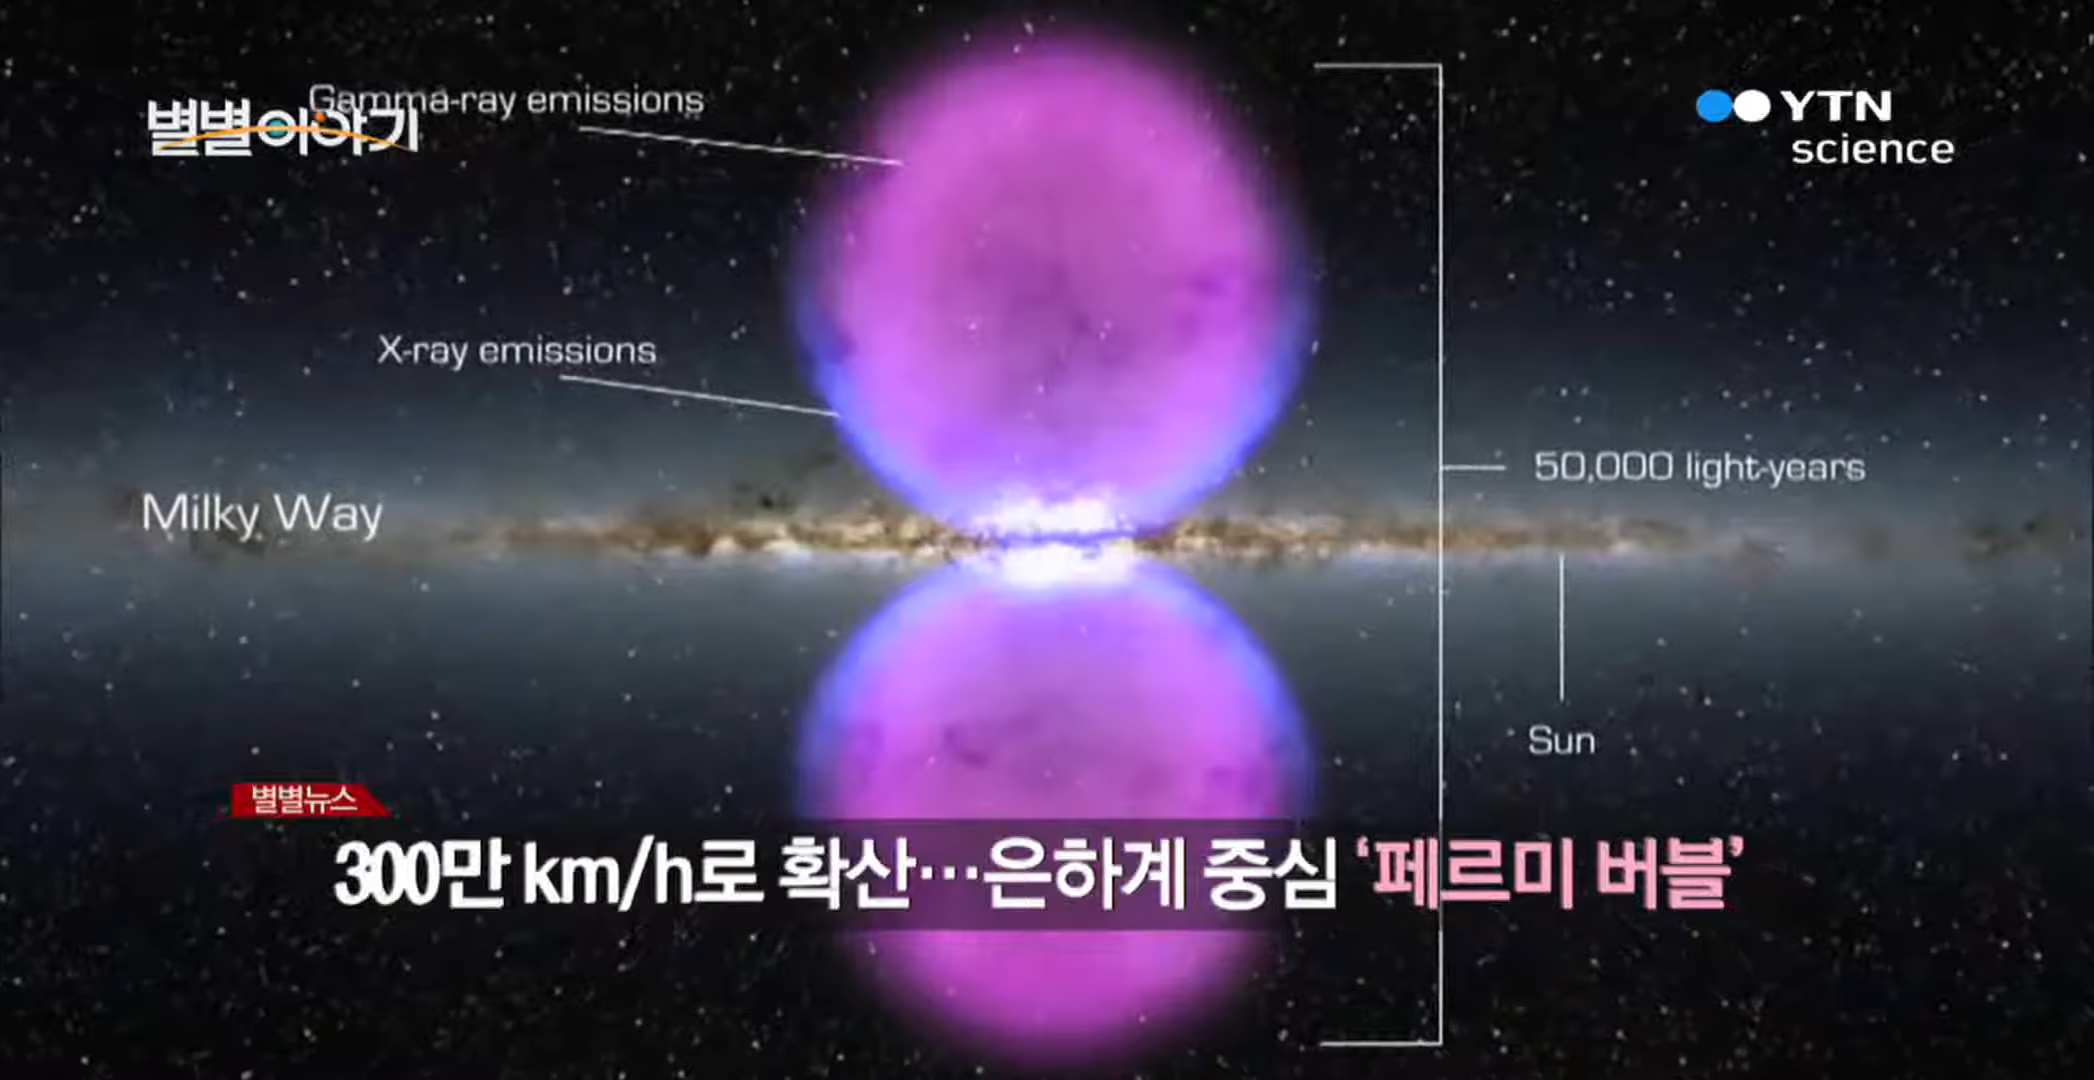 Gamma-ray emissions
별별이야기
YTN
science
X-ray emissions
50,000 light-years
Milky Way
Sun
별별뉴스
300만 km/h로 확산…은하계 중심 ‘페르미 버블’